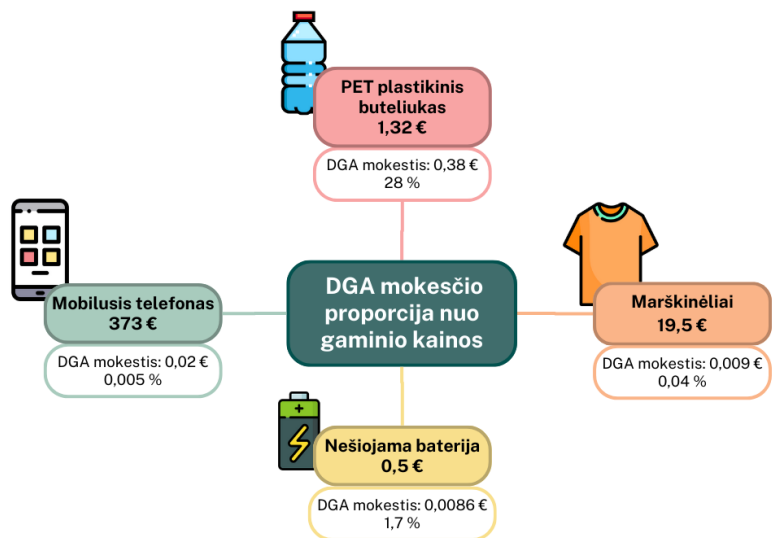 PET plastikinis
buteliukas
1,32 €
DGA mokestis: 0,38 €
28 %
Mobilusis telefonas
373 €
DGA mokestis: 0,02 €
0,005 %
DGA mokesčio
proporcija nuo
gaminio kainos
Marškinėliai
19,5 €
DGA mokestis: 0,009 €
0,04 %
Nešiojama baterija
0,5 €
DGA mokestis: 0,0086 €
1,7 %